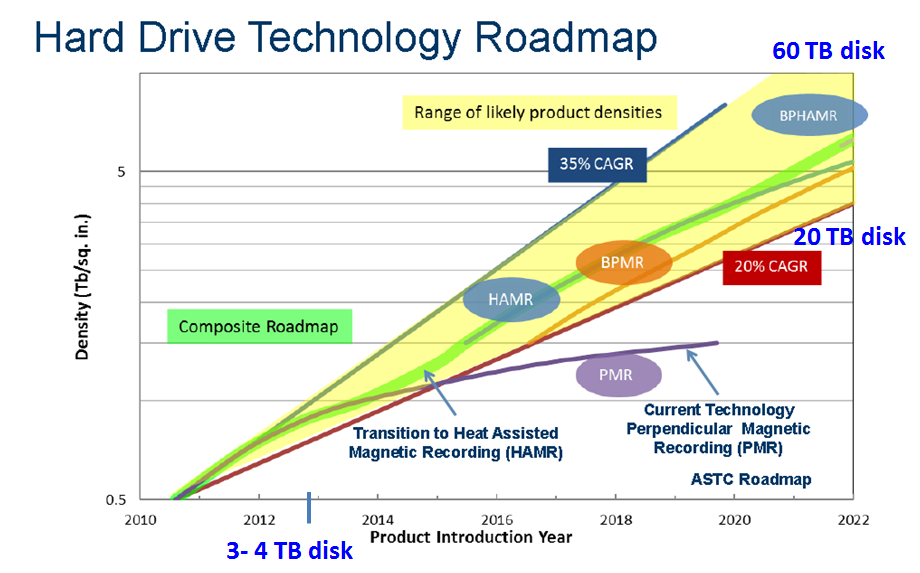 Hard Drive Technology Roadmap
60 TB disk
Range of likely product densities
BPHAMR
35% CAGR
5
20 TB disk
BPMR
20% CAGR
HAMR
Density (Tb/sq. in.)
Composite Roadmap
PMR
Current Technology
Perpendicular Magnetic
Recording (PMR)
Transition to Heat Assisted
Magnetic Recording (HAMR)
ASTC Roadmap
0.5
2010 2012 2014 2016 2018 2020 2022
Product Introduction Year
3- 4 TB disk